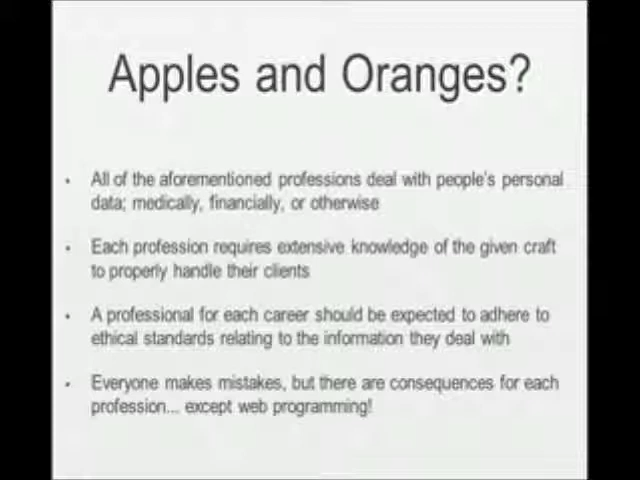 Apples and Oranges?
• All of the aforementioned professions deal with people's personal
data; medically, financially, or otherwise
• Each profession requires extensive knowledge of the given craft
to properly handle their clients
• A professional for each career should be expected to adhere to
ethical standards relating to the information they deal with
• Everyone makes mistakes, but there are consequences for each
profession... except web programming!